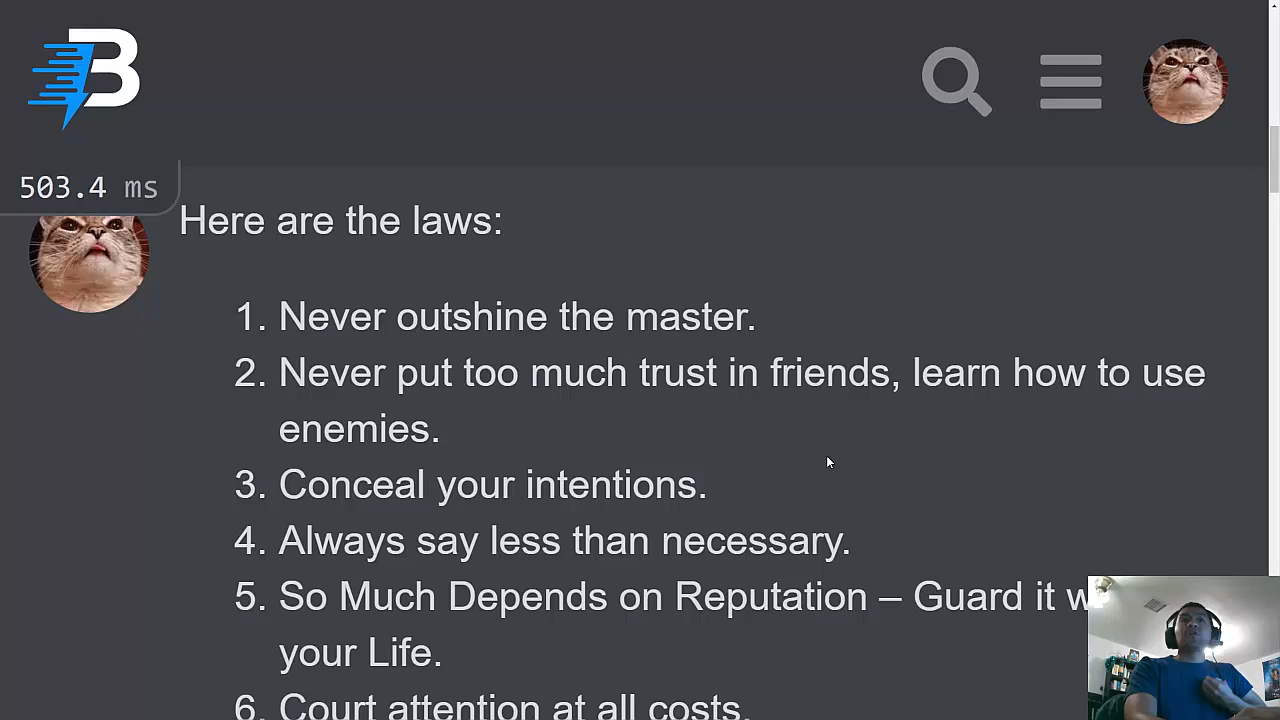 B
503.4 ms
Here are the laws:
1. Never outshine the master.
2. Never put too much trust in friends, learn how to use
enemies.
3. Conceal your intentions.
4. Always say less than necessary.
5. So Much Depends on Reputation – Guard it
your Life.
6. Court attention at all costs.